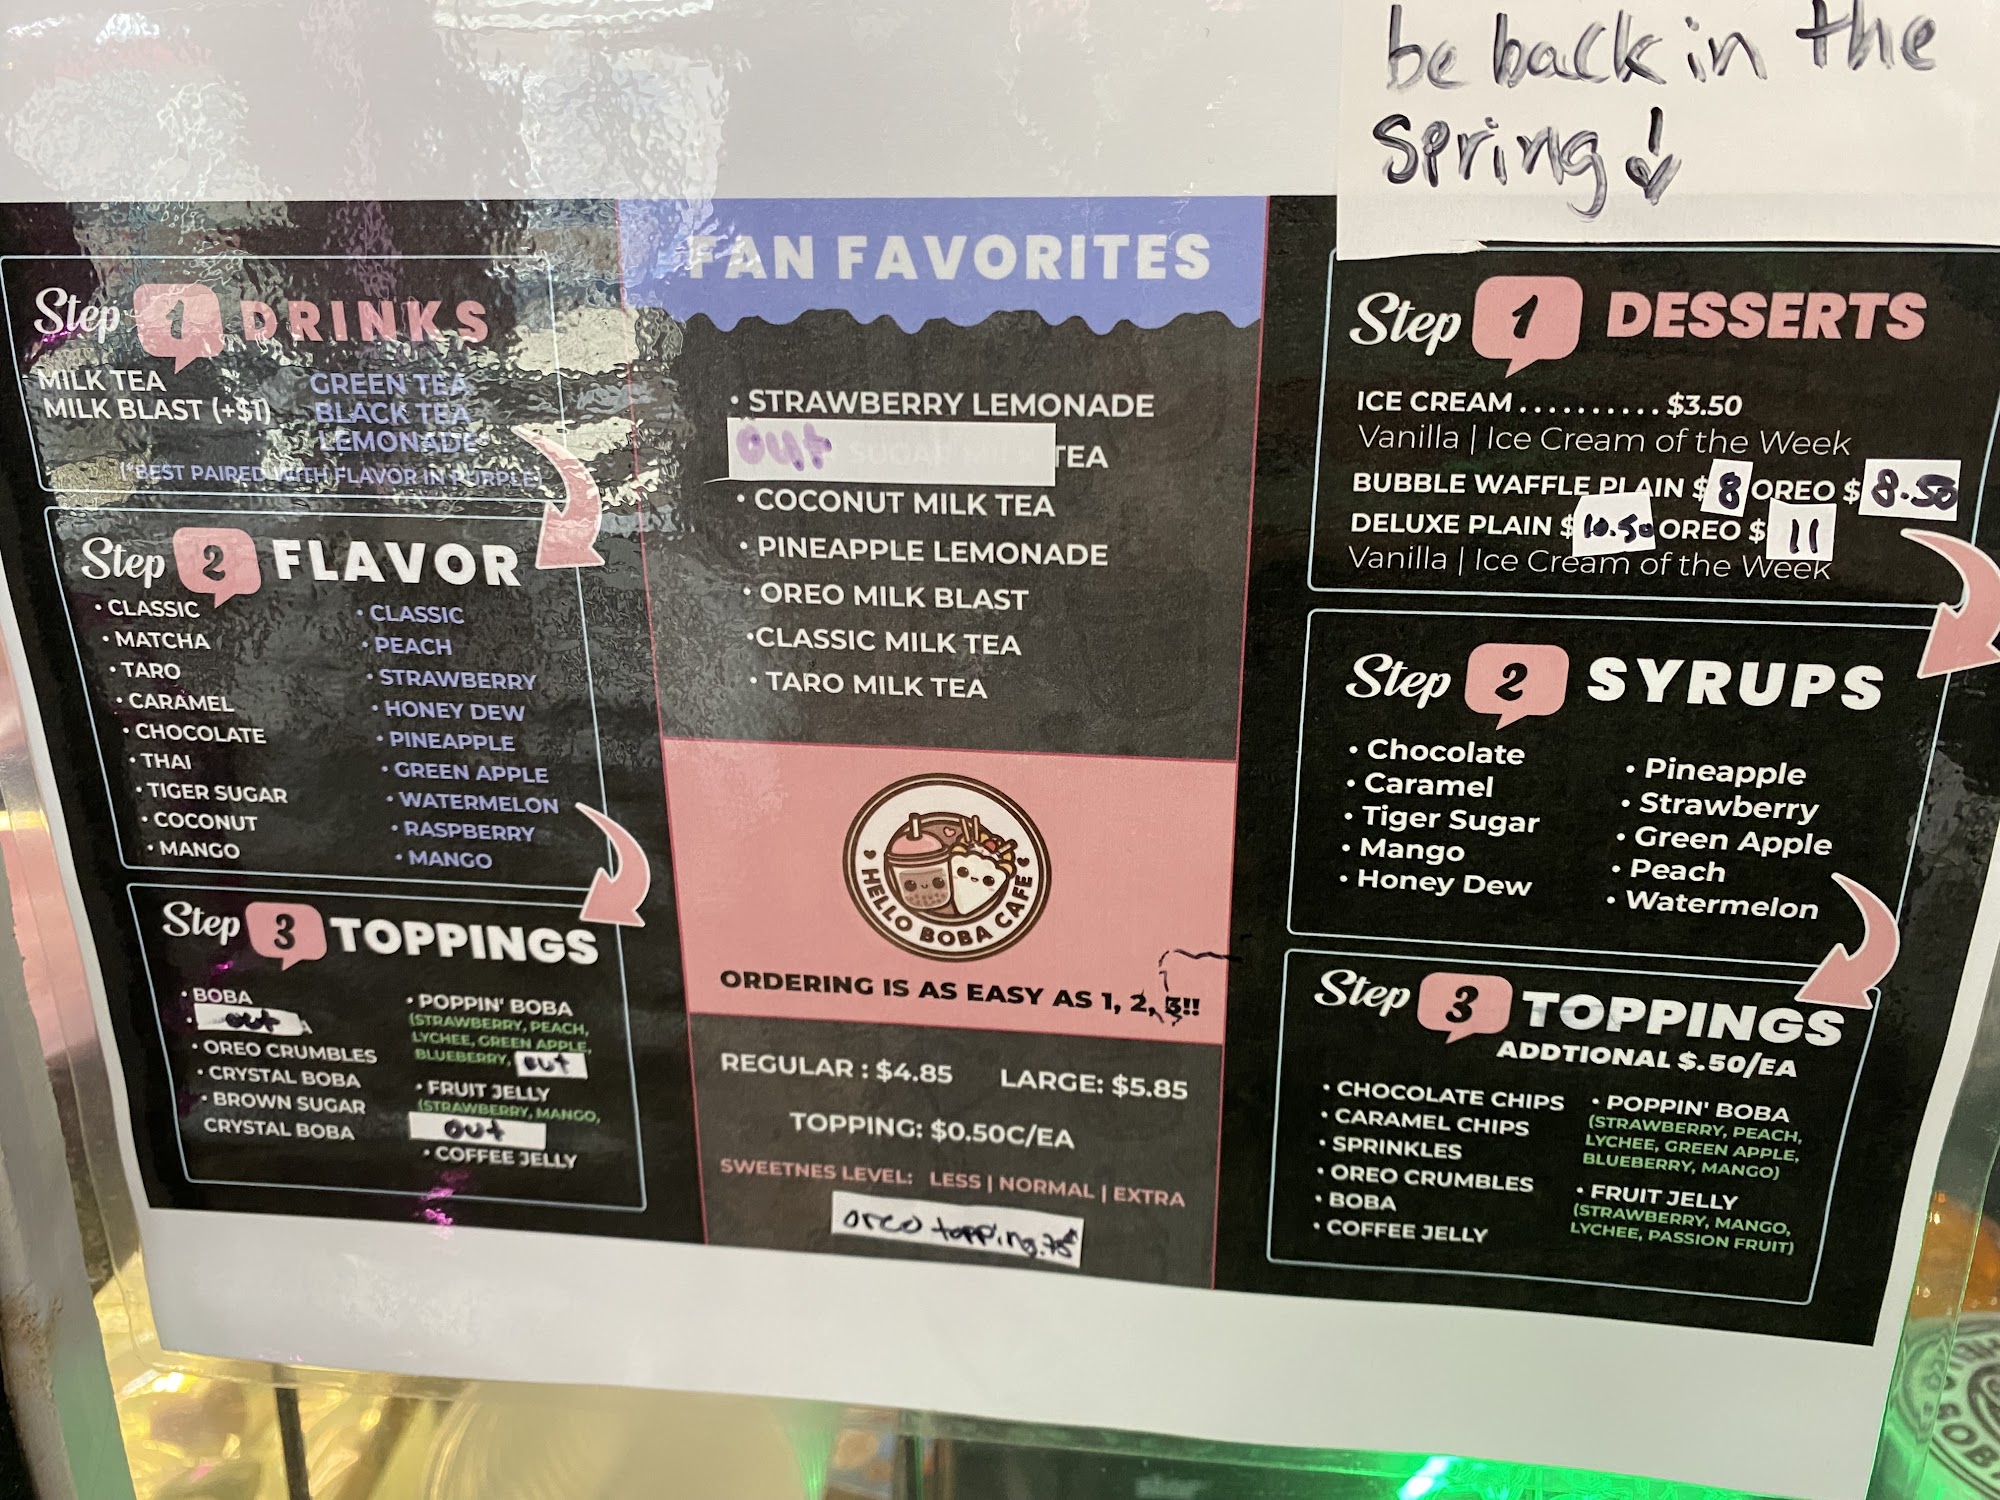 be back in the
Spring ↓
Step 1 DRINKS
MILK TEA
MILK BLAST (+$1)
GREEN TEA
BLACK TEA
LEMONADE*
(*BEST PAIRED WITH FLAVOR IN PURPLE)
Step 2 FLAVOR
• CLASSIC
• MATCHA
• TARO
• CARAMEL
• CHOCOLATE
• THAI
• TIGER SUGAR
• COCONUT
• MANGO
• CLASSIC
• PEACH
• STRAWBERRY
• HONEY DEW
• PINEAPPLE
• GREEN APPLE
• WATERMELON
• RASPBERRY
• MANGO
Step 3 TOPPINGS
• BOBA
• out
• OREO CRUMBLES
• CRYSTAL BOBA
• BROWN SUGAR
CRYSTAL BOBA
• POPPIN' BOBA
(STRAWBERRY, PEACH,
LYCHEE, GREEN APPLE,
BLUEBERRY, out
• FRUIT JELLY
(STRAWBERRY, MANGO,
out
• COFFEE JELLY
FAN FAVORITES
• STRAWBERRY LEMONADE
out SUGAR MILK TEA
• COCONUT MILK TEA
• PINEAPPLE LEMONADE
• OREO MILK BLAST
•CLASSIC MILK TEA
• TARO MILK TEA
HELLO BOBA CAFE
ORDERING IS AS EASY AS 1, 2, 3!!
REGULAR : $4.85 LARGE: $5.85
TOPPING: $0.50C/EA
SWEETNES LEVEL: LESS | NORMAL | EXTRA
oreo topping .75¢
Step 1 DESSERTS
ICE CREAM . . . . . . . . . . $3.50
Vanilla | Ice Cream of the Week
BUBBLE WAFFLE PLAIN $8 OREO $8.50
DELUXE PLAIN $10.50 OREO $11
Vanilla | Ice Cream of the Week
Step 2 SYRUPS
• Chocolate
• Caramel
• Tiger Sugar
• Mango
• Honey Dew
• Pineapple
• Strawberry
• Green Apple
• Peach
• Watermelon
Step 3 TOPPINGS
ADDTIONAL $.50/EA
• CHOCOLATE CHIPS
• CARAMEL CHIPS
• SPRINKLES
• OREO CRUMBLES
• BOBA
• COFFEE JELLY
• POPPIN' BOBA
(STRAWBERRY, PEACH,
LYCHEE, GREEN APPLE,
BLUEBERRY, MANGO)
• FRUIT JELLY
(STRAWBERRY, MANGO,
LYCHEE, PASSION FRUIT)